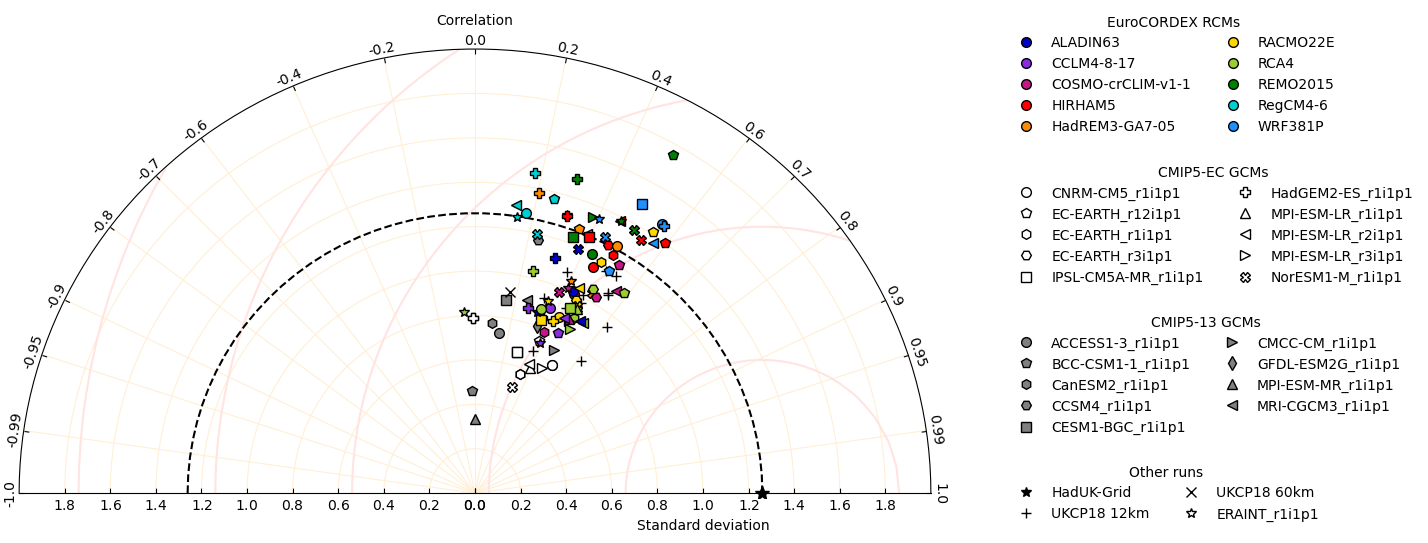 Correlation
-1.0
-0.99
-0.95
-0.9
-0.8
-0.7
-0.6
-0.4
-0.2
0.0
0.2
0.4
0.6
0.7
0.8
0.9
0.95
0.99
1.0
1.8 1.6 1.4 1.2 1.0 0.8 0.6 0.4 0.2 0.0 0.2 0.4 0.6 0.8 1.0 1.2 1.4 1.6 1.8
Standard deviation
EuroCORDEX RCMs
ALADIN63 RACMO22E
CCLM4-8-17 RCA4
COSMO-crCLIM-v1-1 REMO2015
HIRHAM5 RegCM4-6
HadREM3-GA7-05 WRF381P
CMIP5-EC GCMs
CNRM-CM5_r1i1p1 HadGEM2-ES_r1i1p1
EC-EARTH_r12i1p1 MPI-ESM-LR_r1i1p1
EC-EARTH_r1i1p1 MPI-ESM-LR_r2i1p1
EC-EARTH_r3i1p1 MPI-ESM-LR_r3i1p1
IPSL-CM5A-MR_r1i1p1 NorESM1-M_r1i1p1
CMIP5-13 GCMs
ACCESS1-3_r1i1p1 CMCC-CM_r1i1p1
BCC-CSM1-1_r1i1p1 GFDL-ESM2G_r1i1p1
CanESM2_r1i1p1 MPI-ESM-MR_r1i1p1
CCSM4_r1i1p1 MRI-CGCM3_r1i1p1
CESM1-BGC_r1i1p1
Other runs
HadUK-Grid UKCP18 60km
UKCP18 12km ERAINT_r1i1p1